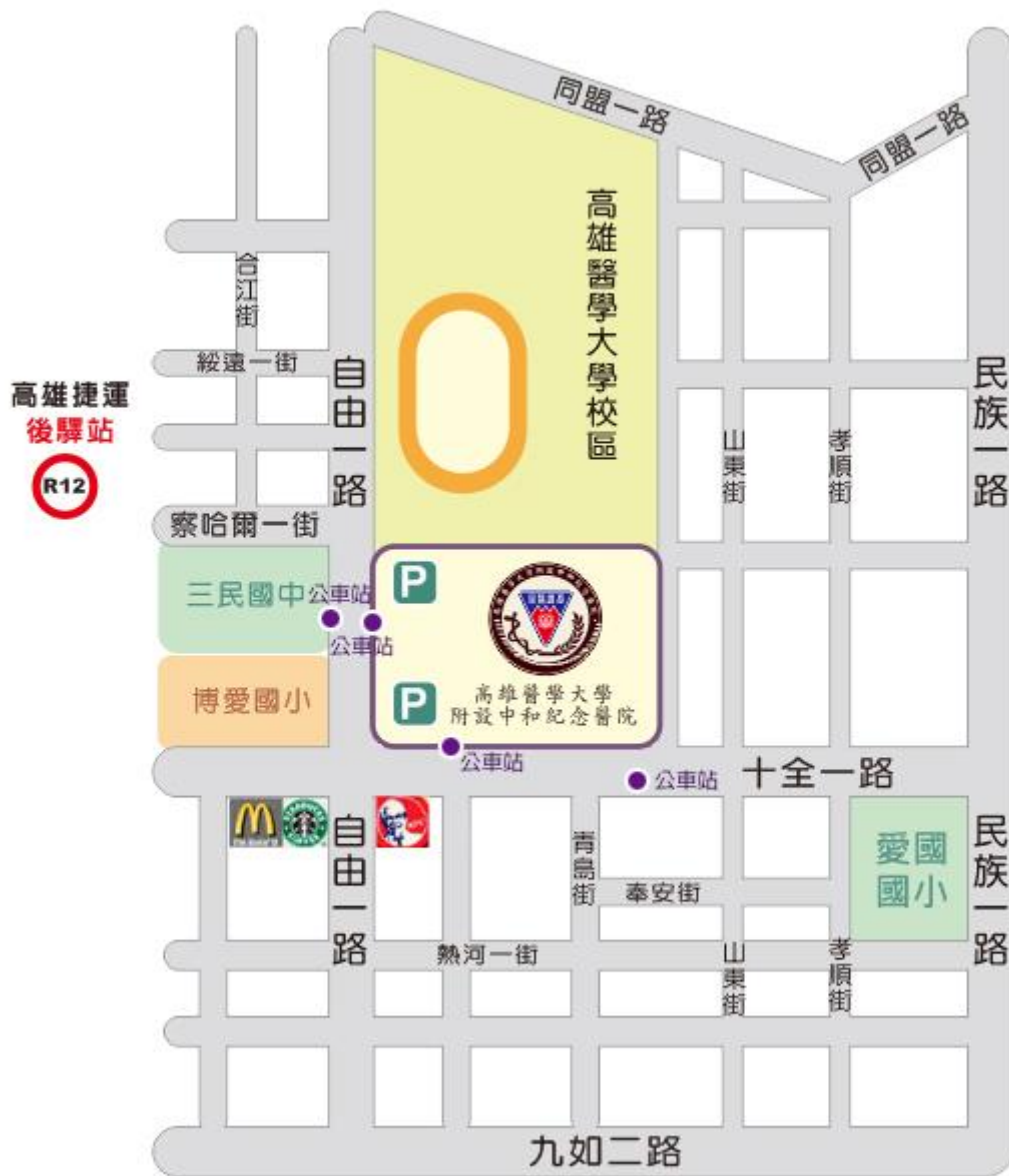 同盟一路
同盟一路
高雄醫學大學校區
合江街
綏遠一街
自由一路
民族一路
高雄捷運
後驛站
R12
山東街
孝順街
察哈爾一街
三民國中
公車站
公車站
P
博愛國小
P
高雄醫學大學
附設中和紀念醫院
公車站
公車站
十全一路
自由一路
青島街
奉安街
愛國
國小
民族一路
熱河一街
山東街
孝順街
九如二路